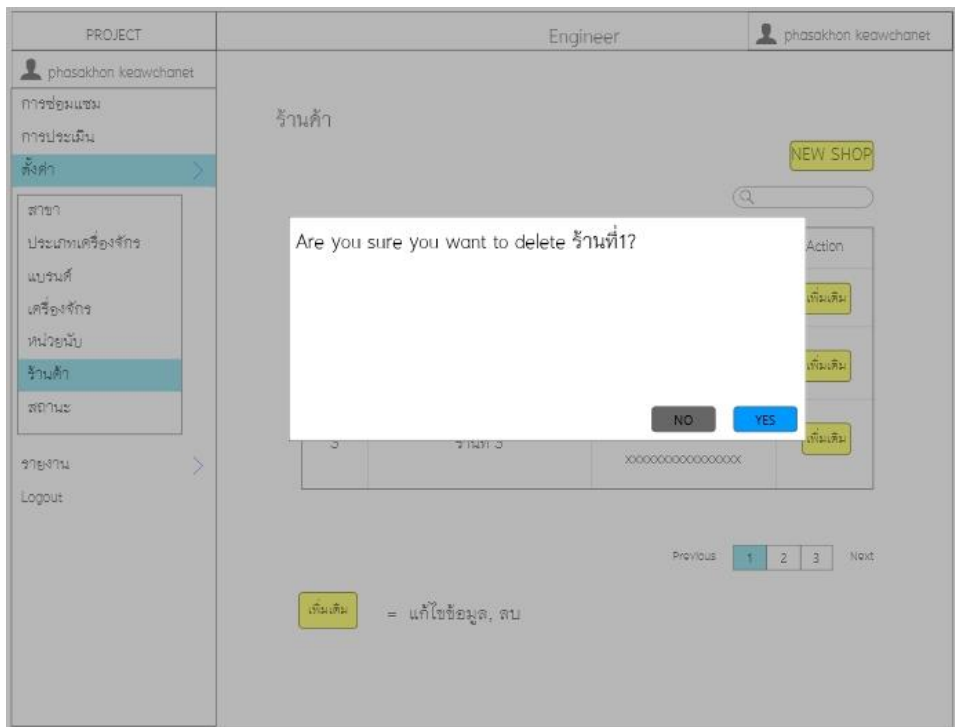 PROJECT
Engineer
phasakhon keawchanet
phasakhon keawchanet
การซ่อมแซม
การประเมิน
ตั้งค่า
สาขา
ประเภทเครื่องจักร
แบรนด์
เครื่องจักร
หน่วยนับ
ร้านค้า
สถานะ
รายงาน
Logout
ร้านค้า
NEW SHOP
Action
เพิ่มเติม
เพิ่มเติม
Are you sure you want to delete ร้านที่1?
NO YES
3 ร้านที่ 3 เพิ่มเติม
xxxxxxxxxxxxxxxx
Previous 1 2 3 Next
เพิ่มเติม = แก้ไขข้อมูล, ลบ